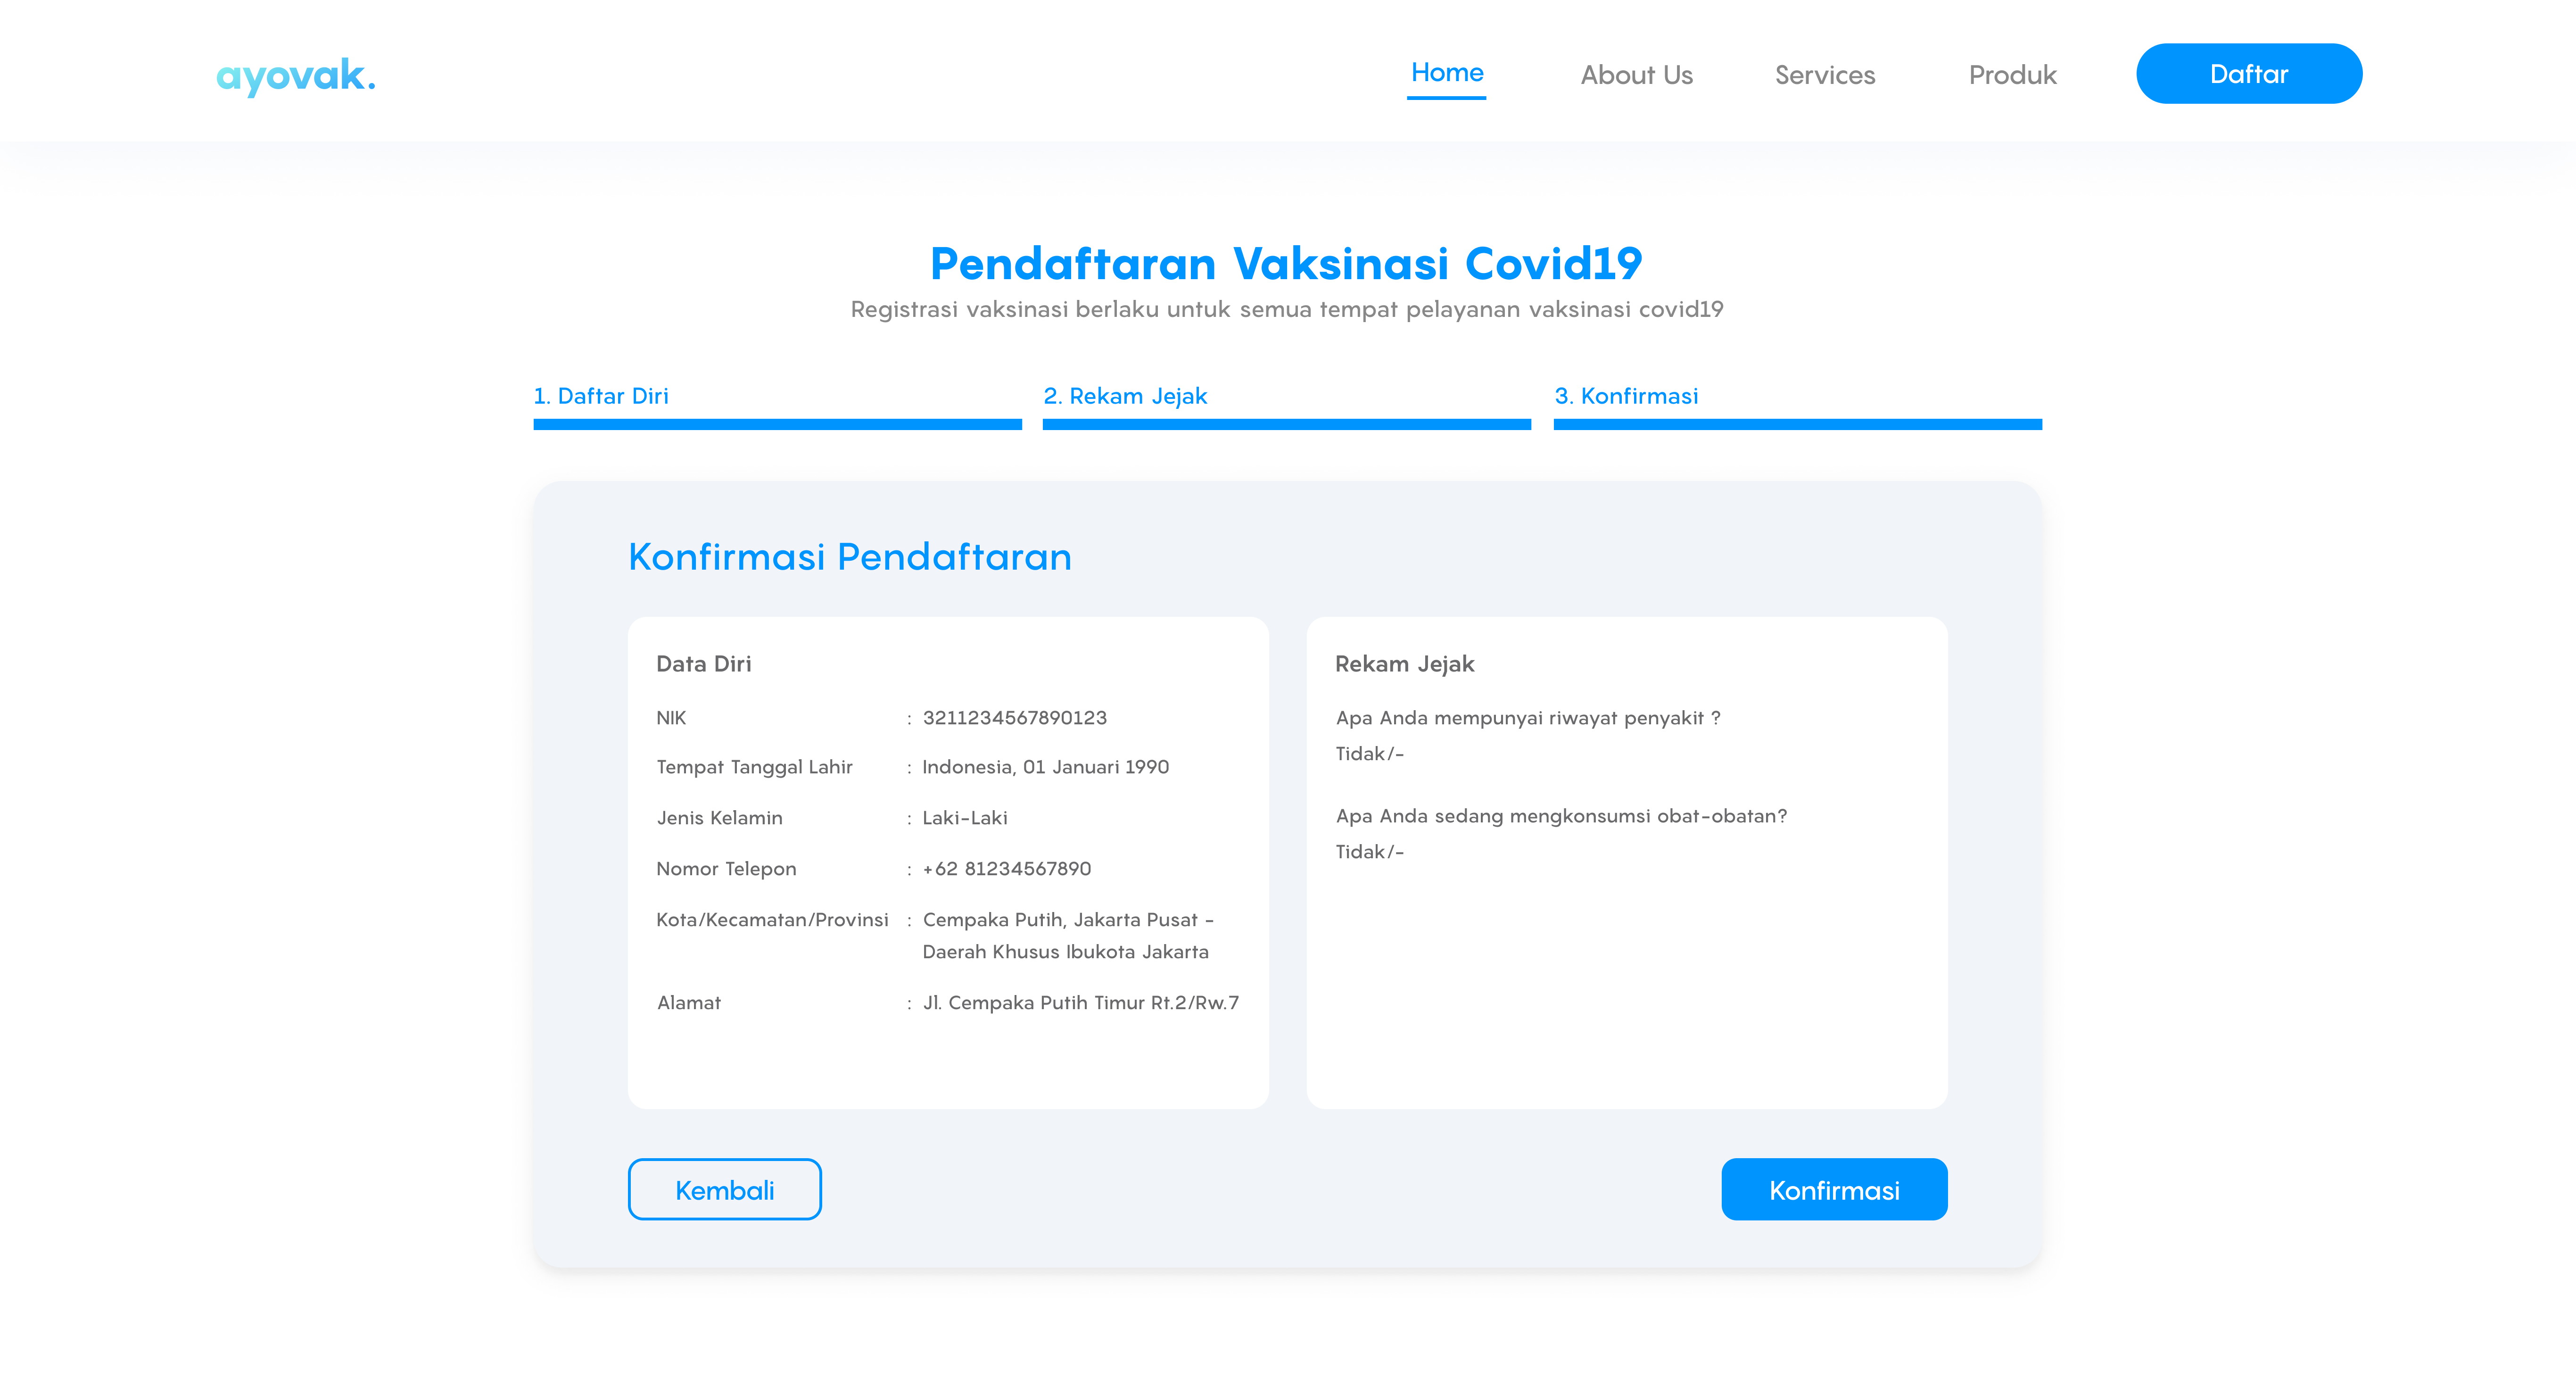 ayovak.
Home
About Us
Services
Produk
Daftar
Pendaftaran Vaksinasi Covid19
Registrasi vaksinasi berlaku untuk semua tempat pelayanan vaksinasi covid19
1. Daftar Diri
2. Rekam Jejak
3. Konfirmasi
Konfirmasi Pendaftaran
Data Diri
NIK : 3211234567890123
Tempat Tanggal Lahir : Indonesia, 01 Januari 1990
Jenis Kelamin : Laki-Laki
Nomor Telepon : +62 81234567890
Kota/Kecamatan/Provinsi : Cempaka Putih, Jakarta Pusat -
Daerah Khusus Ibukota Jakarta
Alamat : Jl. Cempaka Putih Timur Rt.2/Rw.7
Rekam Jejak
Apa Anda mempunyai riwayat penyakit ?
Tidak/-
Apa Anda sedang mengkonsumsi obat-obatan?
Tidak/-
Kembali
Konfirmasi